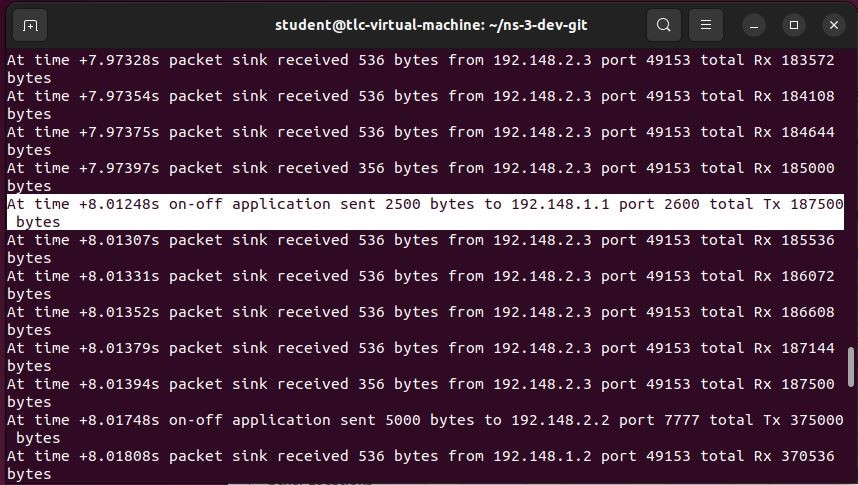 student@tlc-virtual-machine: ~/ns-3-dev-git
At time +7.97328s packet sink received 536 bytes from 192.148.2.3 port 49153 total Rx 183572
bytes
At time +7.97354s packet sink received 536 bytes from 192.148.2.3 port 49153 total Rx 184108
bytes
At time +7.97375s packet sink received 536 bytes from 192.148.2.3 port 49153 total Rx 184644
bytes
At time +7.97397s packet sink received 356 bytes from 192.148.2.3 port 49153 total Rx 185000
bytes
At time +8.01248s on-off application sent 2500 bytes to 192.148.1.1 port 2600 total Tx 187500
 bytes
At time +8.01307s packet sink received 536 bytes from 192.148.2.3 port 49153 total Rx 185536
bytes
At time +8.01331s packet sink received 536 bytes from 192.148.2.3 port 49153 total Rx 186072
bytes
At time +8.01352s packet sink received 536 bytes from 192.148.2.3 port 49153 total Rx 186608
bytes
At time +8.01379s packet sink received 536 bytes from 192.148.2.3 port 49153 total Rx 187144
bytes
At time +8.01394s packet sink received 356 bytes from 192.148.2.3 port 49153 total Rx 187500
bytes
At time +8.01748s on-off application sent 5000 bytes to 192.148.2.2 port 7777 total Tx 375000
 bytes
At time +8.01808s packet sink received 536 bytes from 192.148.1.2 port 49153 total Rx 370536
bytes